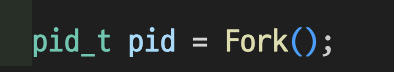 pid_t pid = Fork();